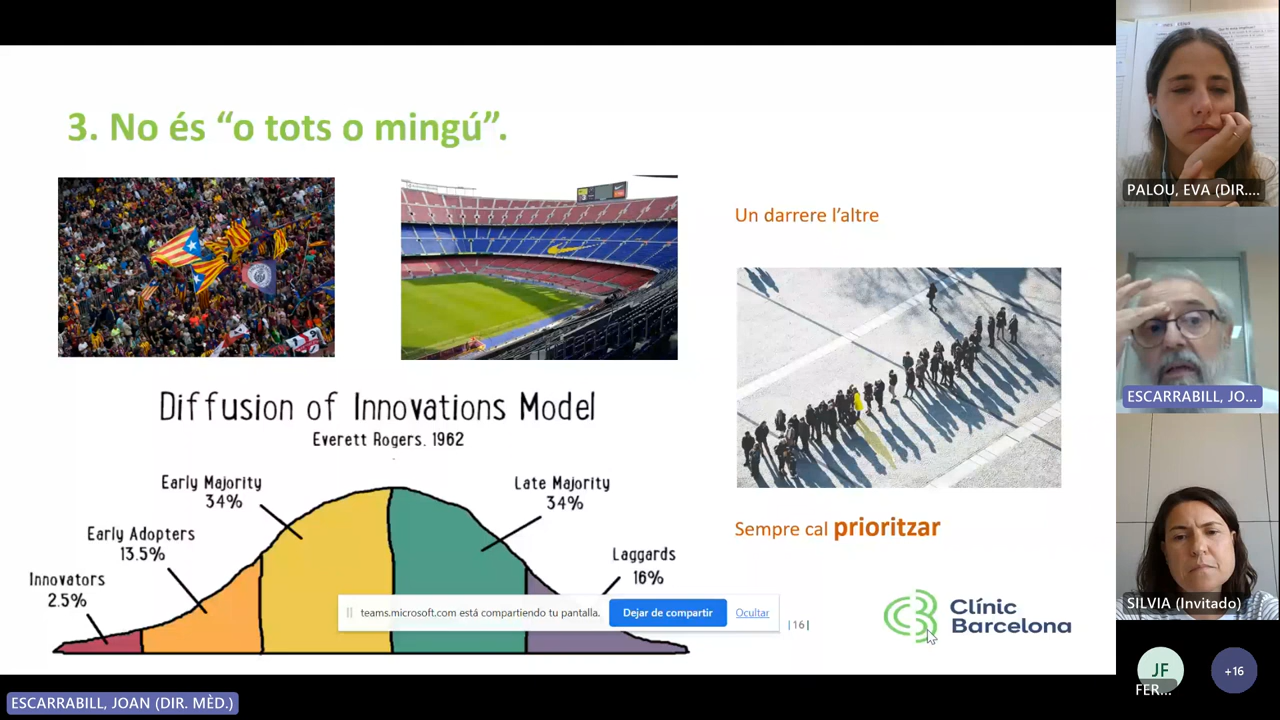 3. No és “o tots o mingú”.
Un darrere l’altre
Diffusion of Innovations Model
Everett Rogers. 1962
Early Majority
34%
Late Majority
34%
Early Adopters
13.5%
Laggards
16%
Innovators
2.5%
Sempre cal prioritzar
teams.microsoft.com está compartiendo tu pantalla.
Dejar de compartir
Ocultar
|16|
Clínic
Barcelona
PALOU, EVA (DIR....
ESCARRABILL, JO...
SILVIA (Invitado)
JF
FER...
+16
ESCARRABILL, JOAN (DIR. MÈD.)